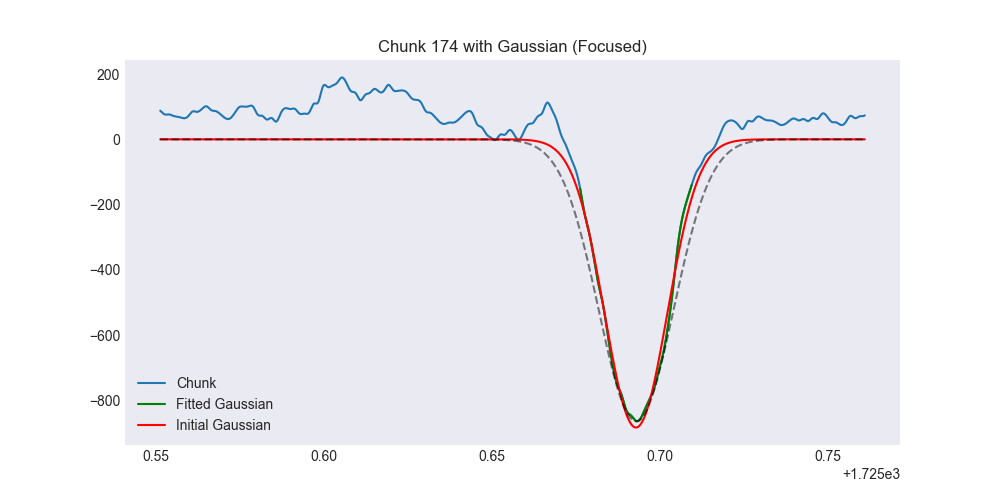 Chunk 174 with Gaussian (Focused)
200
0
−200
−400
−600
−800
Chunk
Fitted Gaussian
Initial Gaussian
0.55 0.60 0.65 0.70 0.75
+1.725e3